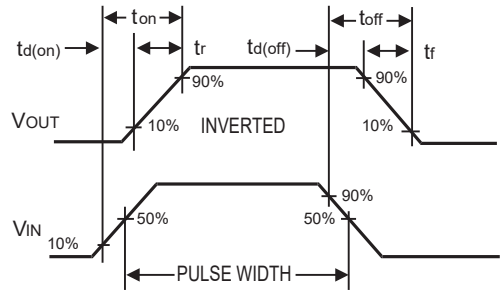 ton
toff
td(on)
tr
td(off)
tf
90%
90%
VOUT
10%
INVERTED
10%
90%
VIN
50%
50%
10%
PULSE WIDTH